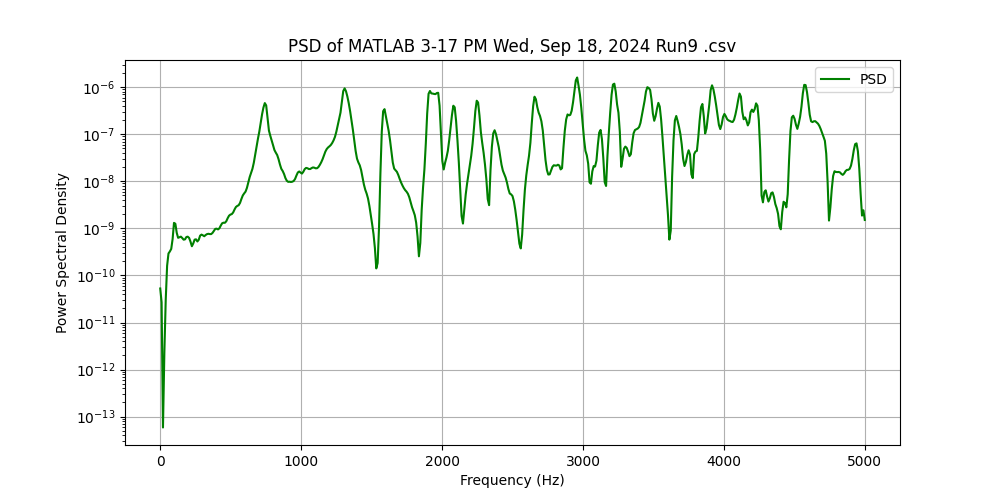 PSD of MATLAB 3-17 PM Wed, Sep 18, 2024 Run9 .csv
PSD
Power Spectral Density
10⁻⁶
10⁻⁷
10⁻⁸
10⁻⁹
10⁻¹⁰
10⁻¹¹
10⁻¹²
10⁻¹³
0 1000 2000 3000 4000 5000
Frequency (Hz)